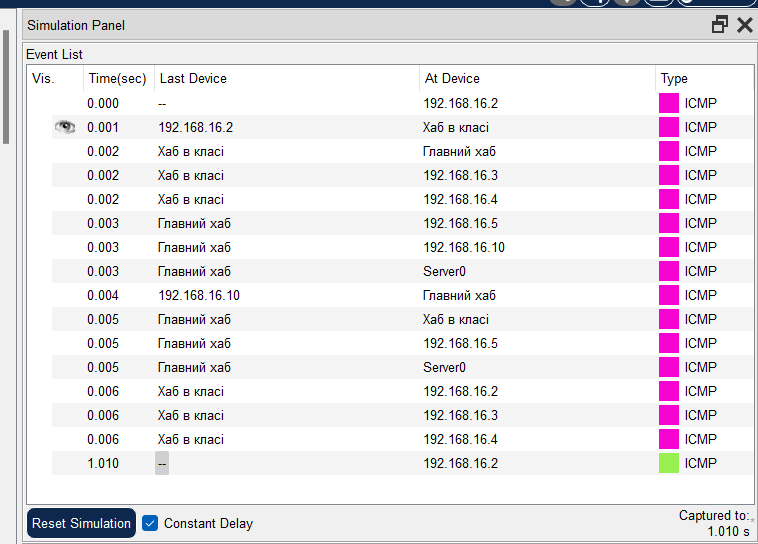 Simulation Panel
Event List
Vis. Time(sec) Last Device At Device Type
0.000 -- 192.168.16.2 ICMP
0.001 192.168.16.2 Хаб в класі ICMP
0.002 Хаб в класі Главний хаб ICMP
0.002 Хаб в класі 192.168.16.3 ICMP
0.002 Хаб в класі 192.168.16.4 ICMP
0.003 Главний хаб 192.168.16.5 ICMP
0.003 Главний хаб 192.168.16.10 ICMP
0.003 Главний хаб Server0 ICMP
0.004 192.168.16.10 Главний хаб ICMP
0.005 Главний хаб Хаб в класі ICMP
0.005 Главний хаб 192.168.16.5 ICMP
0.005 Главний хаб Server0 ICMP
0.006 Хаб в класі 192.168.16.2 ICMP
0.006 Хаб в класі 192.168.16.3 ICMP
0.006 Хаб в класі 192.168.16.4 ICMP
1.010 -- 192.168.16.2 ICMP
Reset Simulation Constant Delay Captured to:
1.010 s